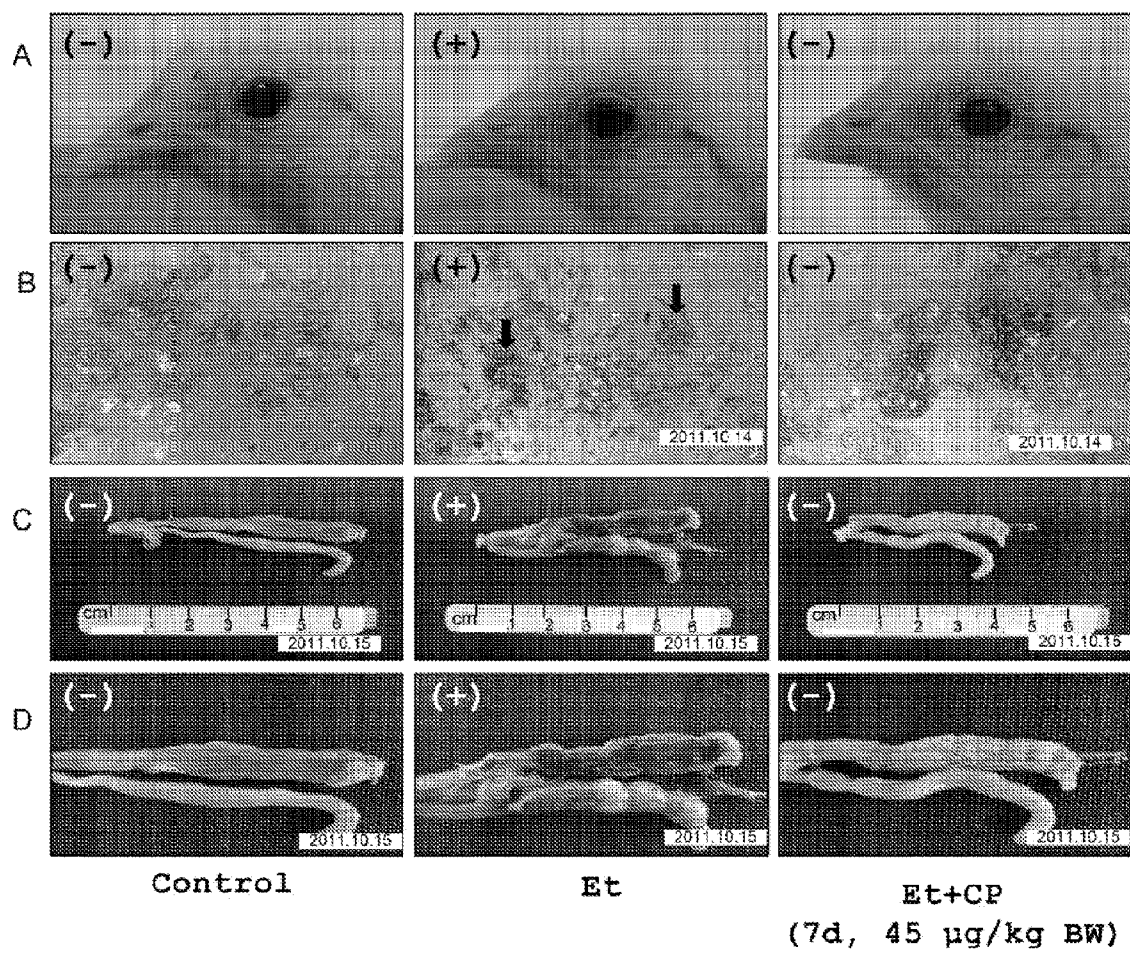 A (-) (+) (-)
B (-) (+) (-)
2011.10.14 2011.10.14
C (-) (+) (-)
cm 1 2 3 4 5 6 cm 1 2 3 4 5 6 cm 1 2 3 4 5 6
2011.10.15 2011.10.15 2011.10.15
D (-) (+) (-)
2011.10.15 2011.10.15 2011.10.15
Control Et Et+CP
(7d, 45 µg/kg BW)